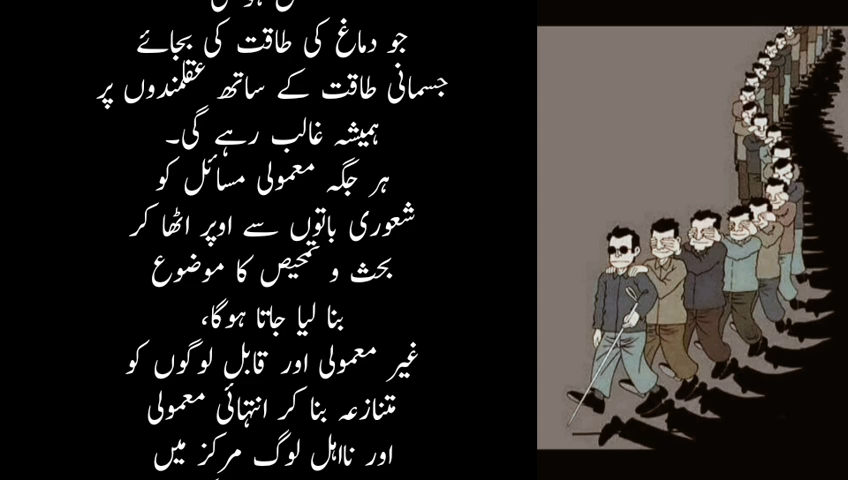 جو دماغ کی طاقت کی بجائے
جسمانی طاقت کے ساتھ عقلمندوں پر
ہمیشہ غالب رہے گی۔
ہر جگہ معمولی مسائل کو
شعوری باتوں سے اوپر اٹھا کر
بحث و تمحیص کا موضوع
بنا لیا جاتا ہوگا،
غیر معمولی اور قابل لوگوں کو
متنازعہ بنا کر انتہائی معمولی
اور نااہل لوگ مرکز میں